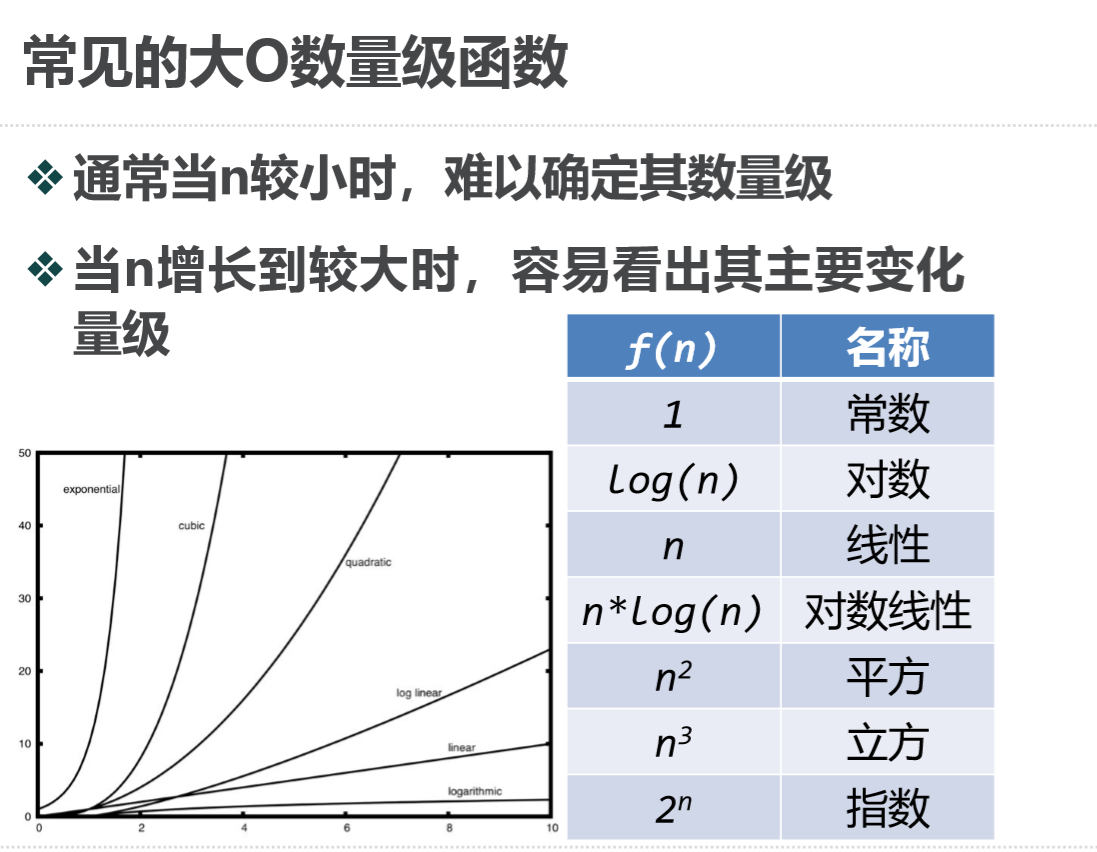 常见的大O数量级函数
❖通常当n较小时，难以确定其数量级
❖当n增长到较大时，容易看出其主要变化
量级
f(n) 名称
1 常数
log(n) 对数
n 线性
n*log(n) 对数线性
n² 平方
n³ 立方
2ⁿ 指数
50
40
30
20
10
0
exponential
cubic
quadratic
log linear
linear
logarithmic
0 2 4 6 8 10